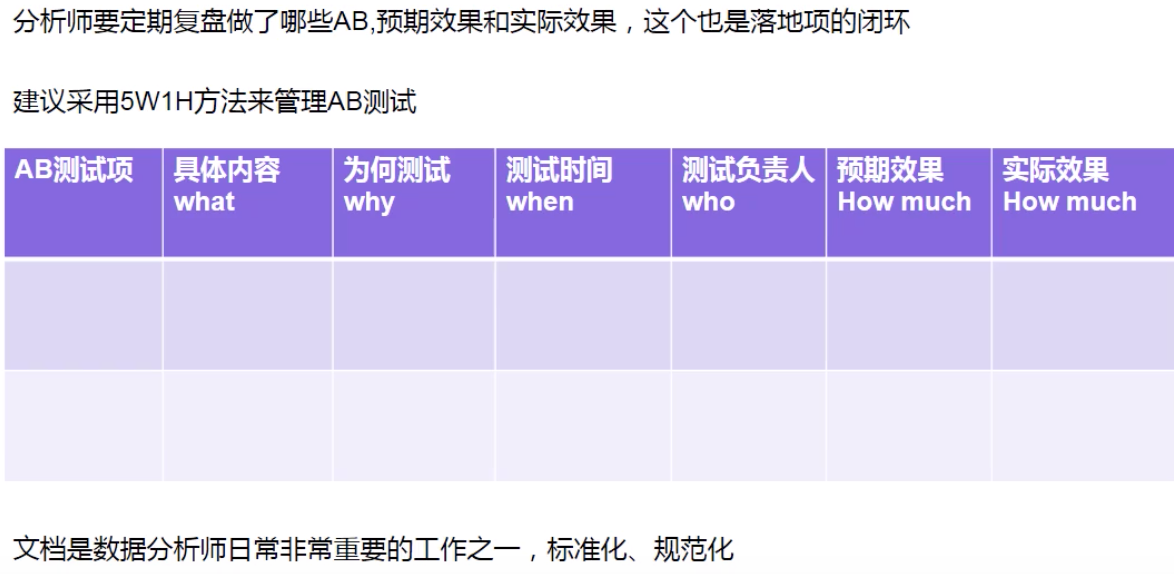 分析师要定期复盘做了哪些AB,预期效果和实际效果，这个也是落地项的闭环
建议采用5W1H方法来管理AB测试
AB测试项 具体内容 为何测试 测试时间 测试负责人 预期效果 实际效果
what why when who How much How much
文档是数据分析师日常非常重要的工作之一，标准化、规范化